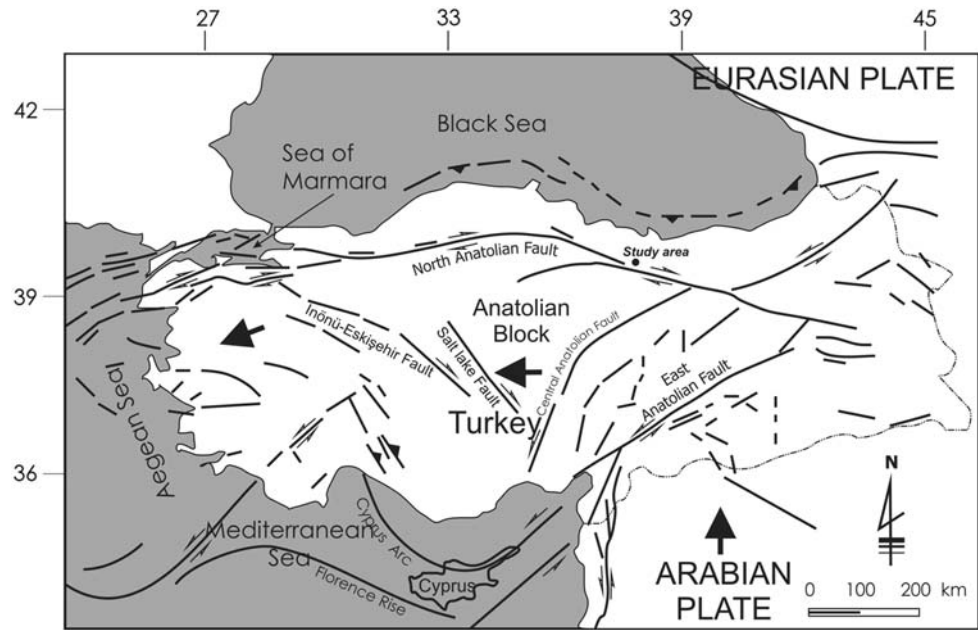 27 33 39 45
EURASIAN PLATE
42
Black Sea
Sea of
Marmara
Study area
North Anatolian Fault
39
Anatolian
Block
İnönü-Eskişehir Fault
Salt lake Fault
Central Anatolian Fault
East
Anatolian Fault
Turkey
Aegean Sea
36
N
Mediterranean
Sea
Cyprus Arc
Florence Rise
Cyprus
ARABIAN
PLATE
0 100 200 km